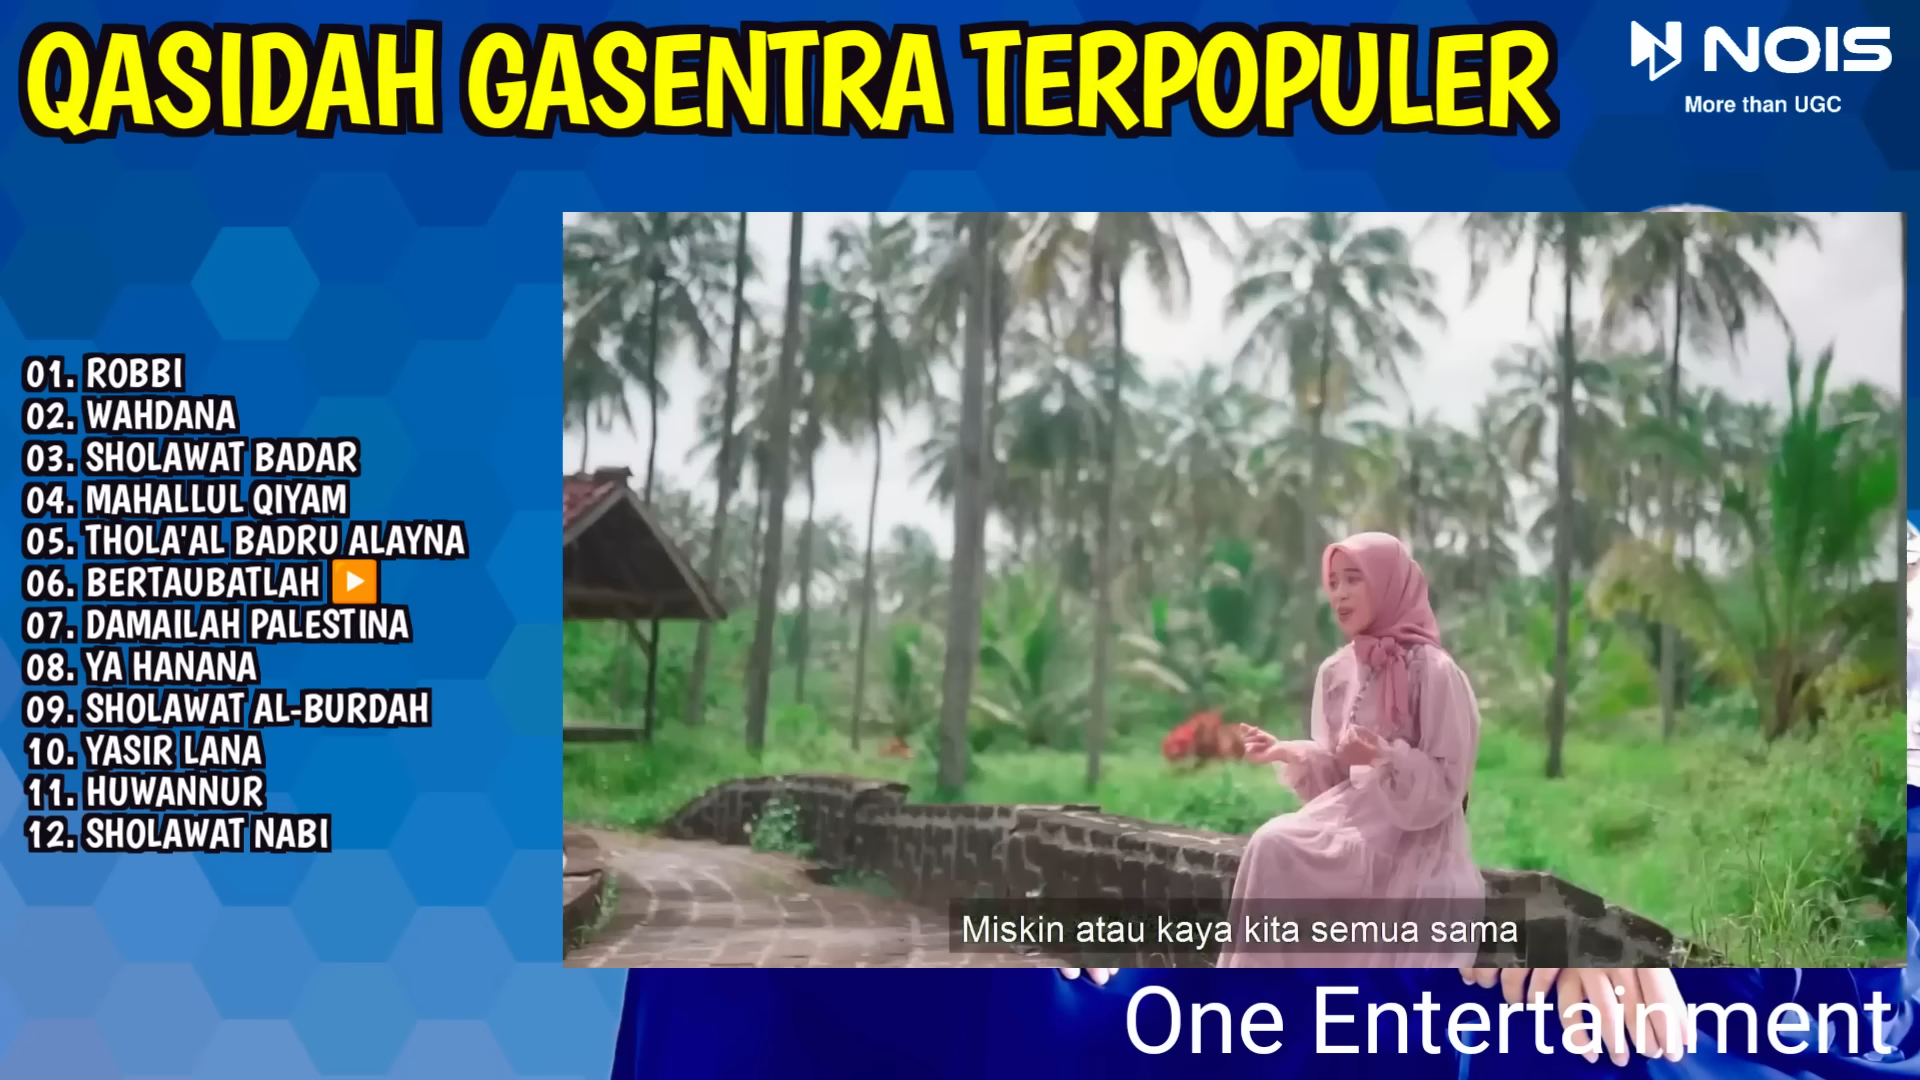 QASIDAH GASENTRA TERPOPULER
NOIS
More than UGC
01. ROBBI
02. WAHDANA
03. SHOLAWAT BADAR
04. MAHALLUL QIYAM
05. THOLA'AL BADRU ALAYNA
06. BERTAUBATLAH
07. DAMAILAH PALESTINA
08. YA HANANA
09. SHOLAWAT AL-BURDAH
10. YASIR LANA
11. HUWANNUR
12. SHOLAWAT NABI
Miskin atau kaya kita semua sama
One Entertainment